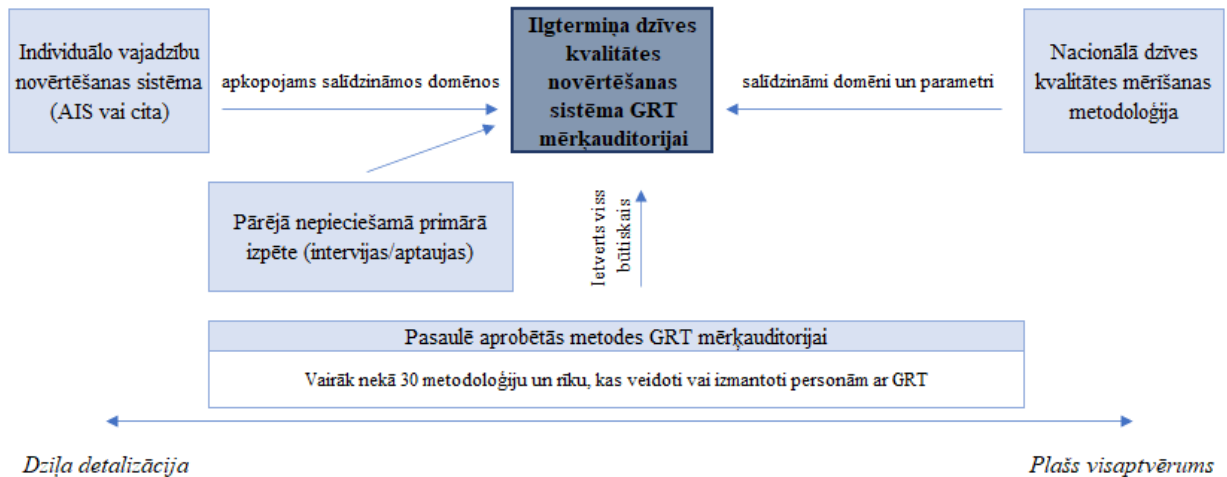 Individuālo vajadzību
novērtēšanas sistēma
(AIS vai cita)
apkopojams salīdzināmos domēnos
Ilgtermiņa dzīves
kvalitātes
novērtēšanas
sistēma GRT
mērķauditorijai
salīdzināmi domēni un parametri
Nacionālā dzīves
kvalitātes mērīšanas
metodoloģija
Pārējā nepieciešamā primārā
izpēte (intervijas/aptaujas)
Ietverts viss
būtiskais
Pasaulē aprobētās metodes GRT mērķauditorijai
Vairāk nekā 30 metodoloģiju un rīku, kas veidoti vai izmantoti personām ar GRT
Dziļa detalizācija
Plašs visaptvērums